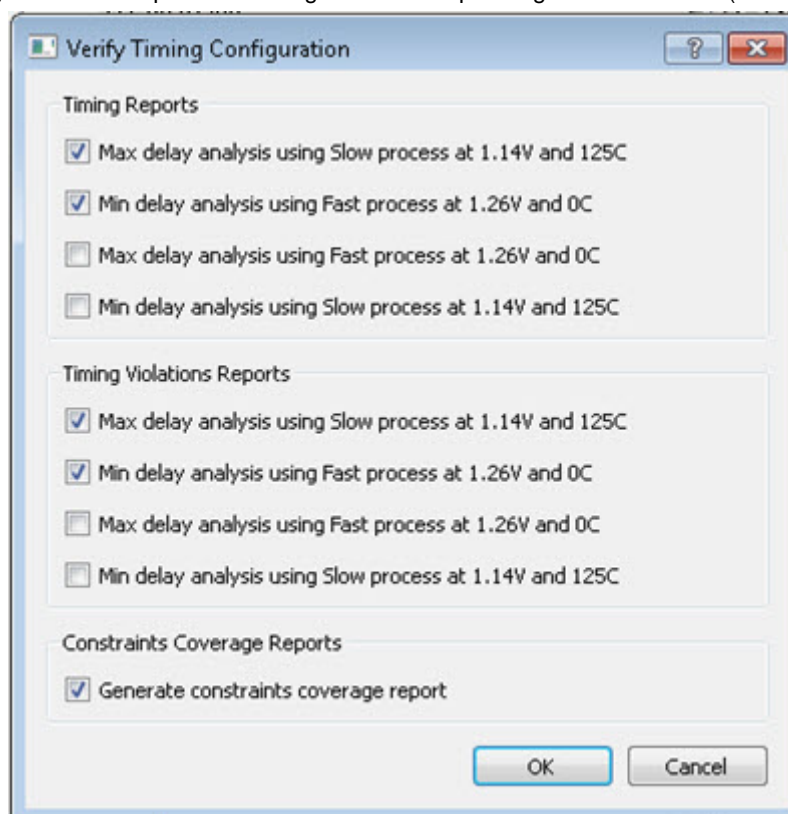 Verify Timing Configuration
Timing Reports
Max delay analysis using Slow process at 1.14V and 125C
Min delay analysis using Fast process at 1.26V and 0C
Max delay analysis using Fast process at 1.26V and 0C
Min delay analysis using Slow process at 1.14V and 125C
Timing Violations Reports
Max delay analysis using Slow process at 1.14V and 125C
Min delay analysis using Fast process at 1.26V and 0C
Max delay analysis using Fast process at 1.26V and 0C
Min delay analysis using Slow process at 1.14V and 125C
Constraints Coverage Reports
Generate constraints coverage report
OK Cancel